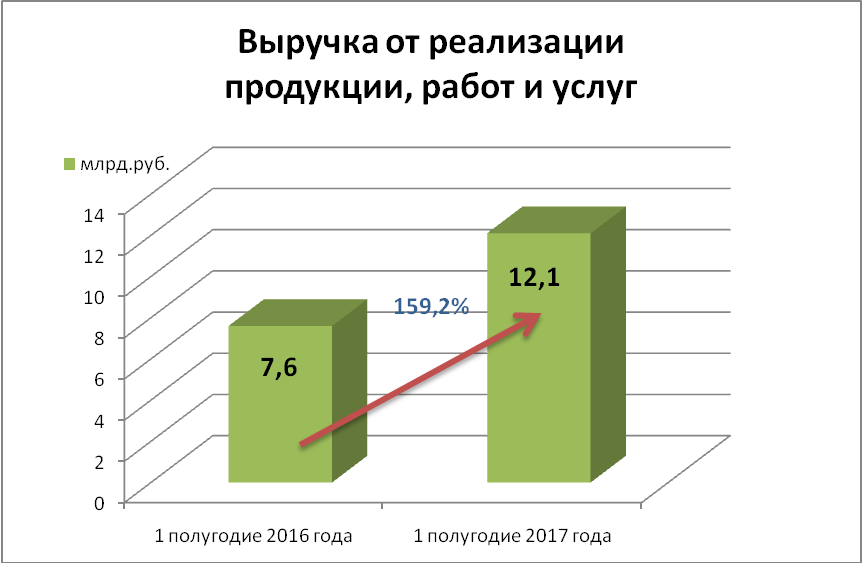 Выручка от реализации
продукции, работ и услуг
млрд.руб.
14
12
10
8
6
4
2
0
7,6
159,2%
12,1
1 полугодие 2016 года
1 полугодие 2017 года